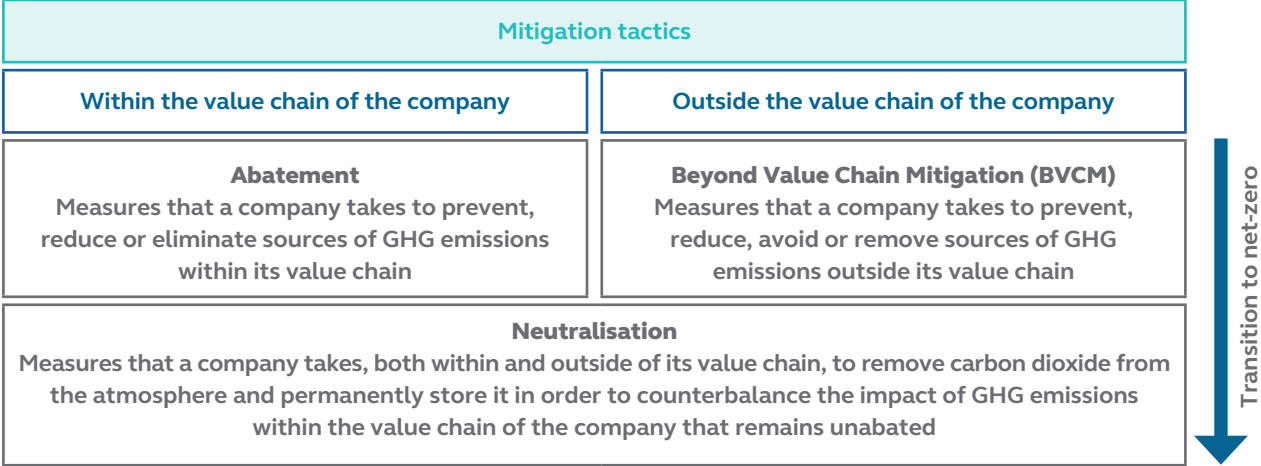 Mitigation tactics
Within the value chain of the company
Outside the value chain of the company
Abatement
Measures that a company takes to prevent,
reduce or eliminate sources of GHG emissions
within its value chain
Beyond Value Chain Mitigation (BVCM)
Measures that a company takes to prevent,
reduce, avoid or remove sources of GHG
emissions outside its value chain
Neutralisation
Measures that a company takes, both within and outside of its value chain, to remove carbon dioxide from
the atmosphere and permanently store it in order to counterbalance the impact of GHG emissions
within the value chain of the company that remains unabated
Transition to net-zero